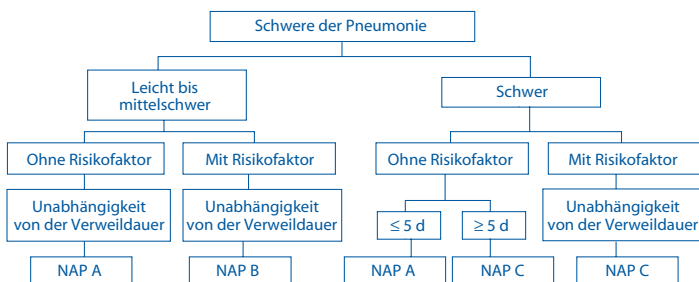 Schwere der Pneumonie
Leicht bis
mittelschwer
Schwer
Ohne Risikofaktor
Mit Risikofaktor
Ohne Risikofaktor
Mit Risikofaktor
Unabhängigkeit
von der Verweildauer
Unabhängigkeit
von der Verweildauer
≤ 5 d
≥ 5 d
Unabhängigkeit
von der Verweildauer
NAP A
NAP B
NAP A
NAP C
NAP C